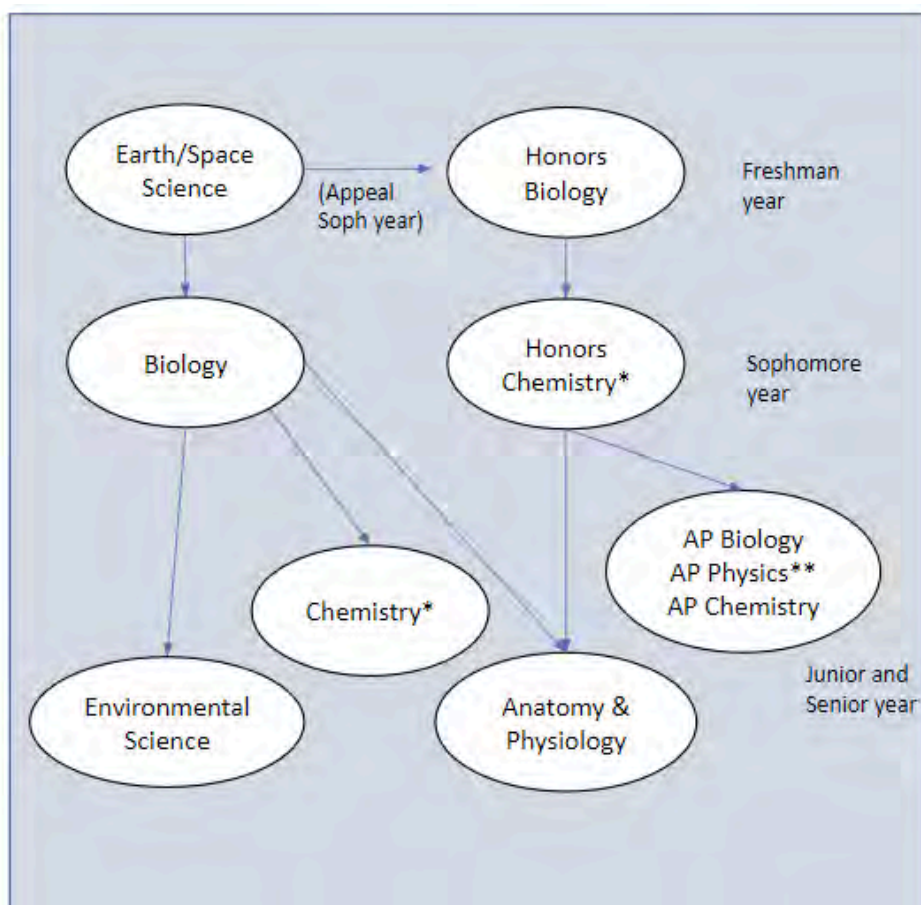 Earth/Space
Science
(Appeal
Soph year)
Honors
Biology
Freshman
year
Biology
Honors
Chemistry*
Sophomore
year
Chemistry*
AP Biology
AP Physics**
AP Chemistry
Environmental
Science
Anatomy &
Physiology
Junior and
Senior year